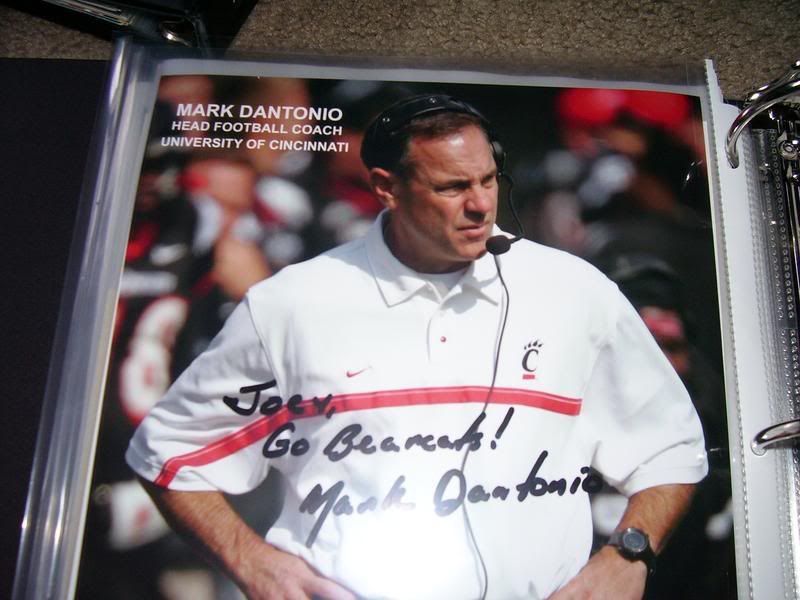 MARK DANTONIO
HEAD FOOTBALL COACH
UNIVERSITY OF CINCINNATI
C
Joey,
Go Bearcats!
Mark Dantonio